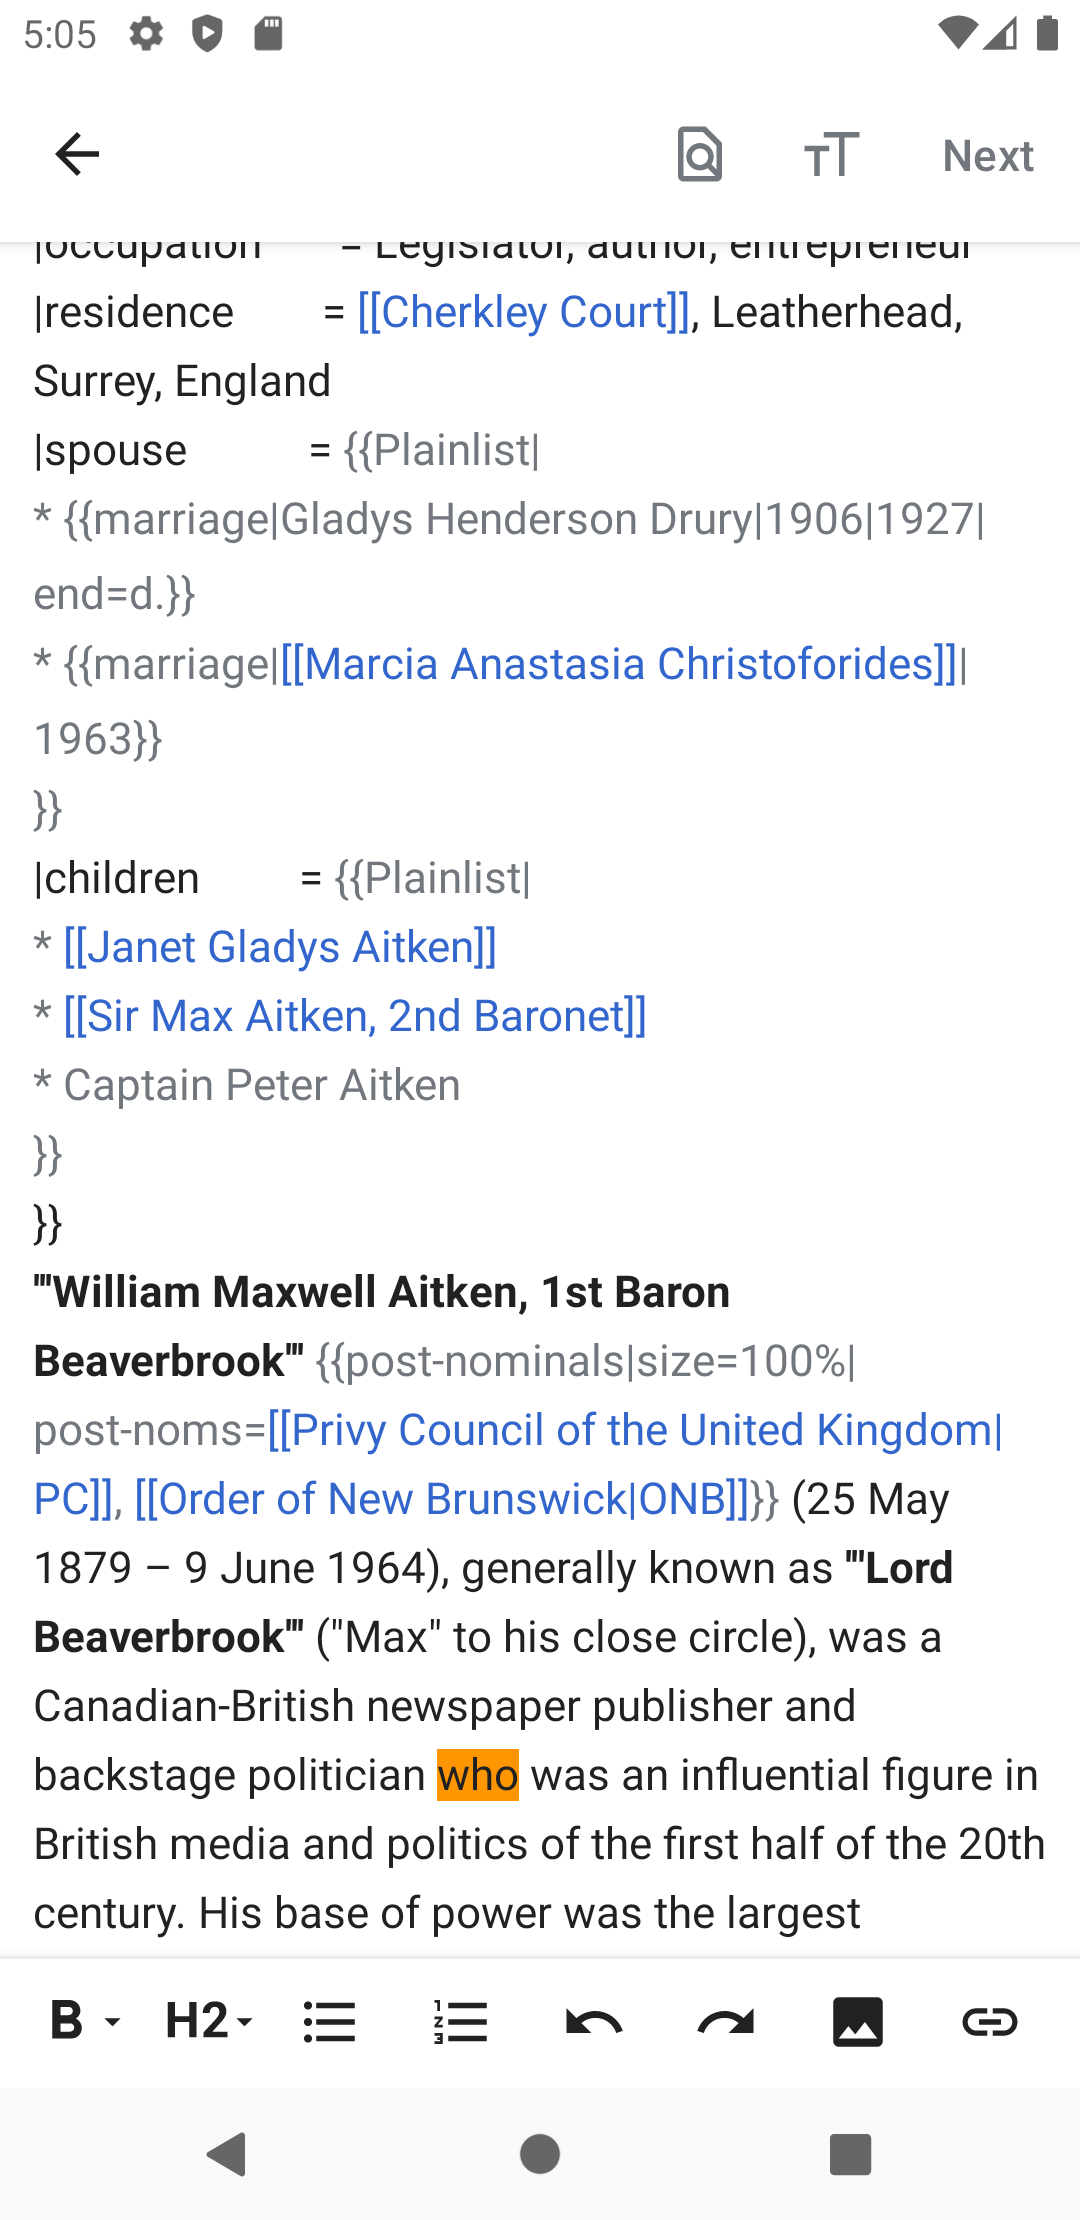 5:05
Next
|occupation = Legislator, author, entrepreneur
|residence = [[Cherkley Court]], Leatherhead,
Surrey, England
|spouse = {{Plainlist|
* {{marriage|Gladys Henderson Drury|1906|1927|
end=d.}}
* {{marriage|[[Marcia Anastasia Christoforides]]|
1963}}
}}
|children = {{Plainlist|
* [[Janet Gladys Aitken]]
* [[Sir Max Aitken, 2nd Baronet]]
* Captain Peter Aitken
}}
}}
'''William Maxwell Aitken, 1st Baron
Beaverbrook''' {{post-nominals|size=100%|
post-noms=[[Privy Council of the United Kingdom|
PC]], [[Order of New Brunswick|ONB]]}} (25 May
1879 – 9 June 1964), generally known as '''Lord
Beaverbrook''' ("Max" to his close circle), was a
Canadian-British newspaper publisher and
backstage politician who was an influential figure in
British media and politics of the first half of the 20th
century. His base of power was the largest
B H2